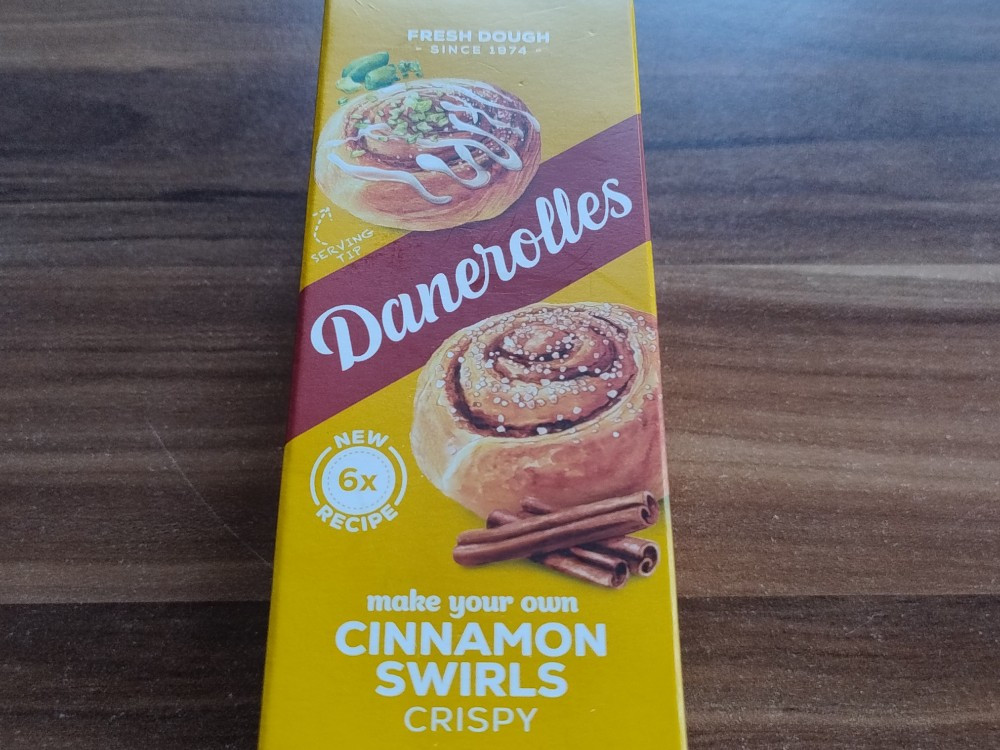 FRESH DOUGH
- SINCE 1974 -
SERVING
TIP
Danerolles
NEW
6x
RECIPE
make your own
CINNAMON
SWIRLS
CRISPY